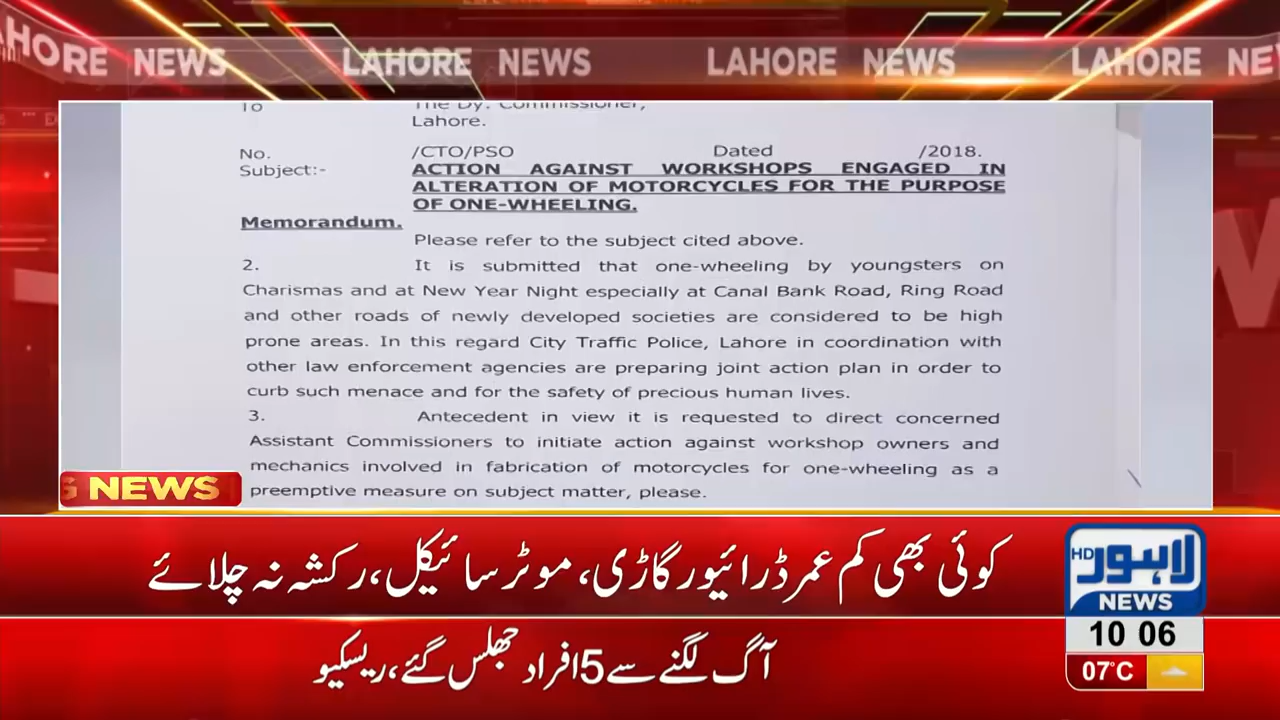 LAHORE NEWS LAHORE NEWS LAHORE NEWS LAHORE NE
To The Dy. Commissioner,
Lahore.
No. /CTO/PSO Dated /2018.
Subject:- ACTION AGAINST WORKSHOPS ENGAGED IN
ALTERATION OF MOTORCYCLES FOR THE PURPOSE
OF ONE-WHEELING.
Memorandum.
Please refer to the subject cited above.
2. It is submitted that one-wheeling by youngsters on
Charismas and at New Year Night especially at Canal Bank Road, Ring Road
and other roads of newly developed societies are considered to be high
prone areas. In this regard City Traffic Police, Lahore in coordination with
other law enforcement agencies are preparing joint action plan in order to
curb such menace and for the safety of precious human lives.
3. Antecedent in view it is requested to direct concerned
Assistant Commissioners to initiate action against workshop owners and
mechanics involved in fabrication of motorcycles for one-wheeling as a
preemptive measure on subject matter, please.
G NEWS
کوئی بھی کم عمر ڈرائیور گاڑی، موٹر سائیکل، رکشہ نہ چلائے
HD لاہور
NEWS
10 06
07°C
آگ لگنے سے 5 افراد جھلس گئے، ریسکیو